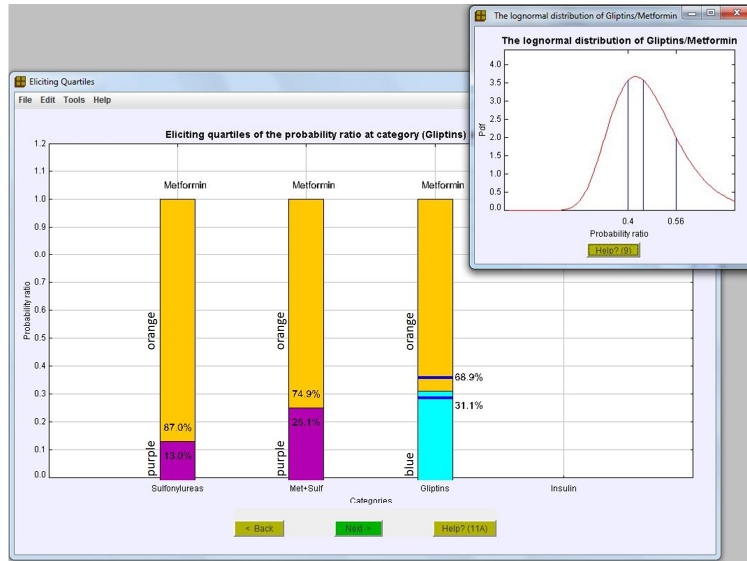 The lognormal distribution of Gliptins/Metformin
The lognormal distribution of Gliptins/Metformin
4.0
3.5
3.0
2.5
2.0
1.5
1.0
0.5
0.0
Pdf
0.4 0.56
Probability ratio
Help? (9)
Eliciting Quartiles
File Edit Tools Help
Eliciting quartiles of the probability ratio at category (Gliptins)
1.2
1.1
1.0
0.9
0.8
0.7
0.6
0.5
0.4
0.3
0.2
0.1
0.0
Probability ratio
Metformin Metformin Metformin
orange orange orange
68.9%
74.9%
31.1%
87.0%
25.1%
13.0%
purple purple blue
Sulfonylureas Met+Sulf Gliptins Insulin
Categories
< Back Next > Help? (11A)